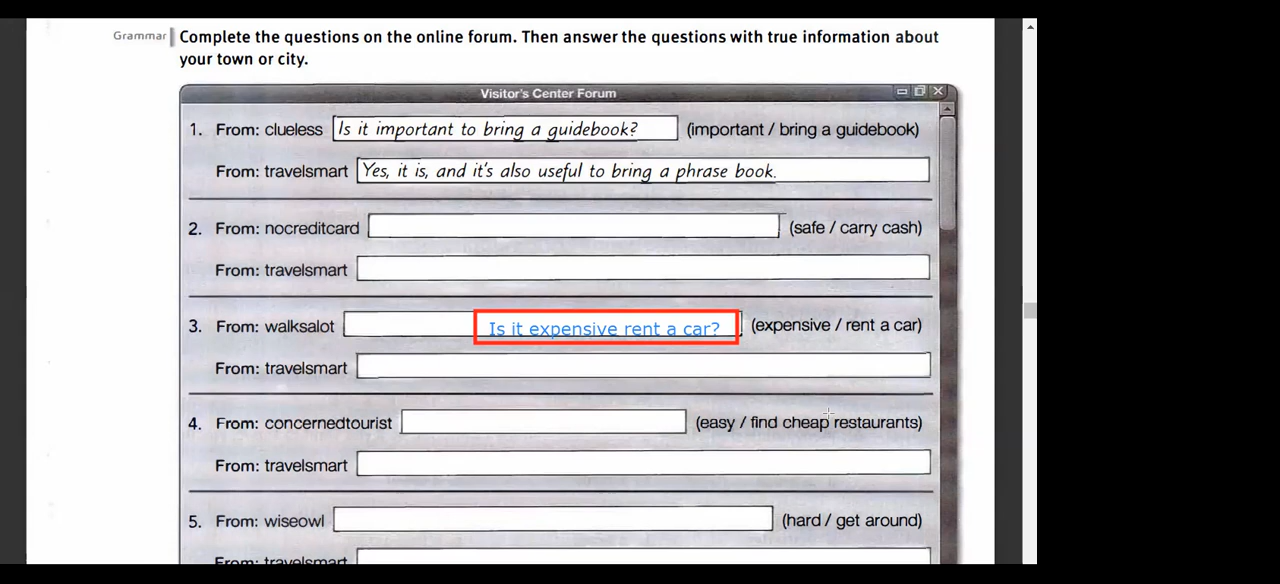 Grammar
Complete the questions on the online forum. Then answer the questions with true information about
your town or city.
Visitor's Center Forum
1. From: clueless Is it important to bring a guidebook? (important / bring a guidebook)
From: travelsmart Yes, it is, and it's also useful to bring a phrase book.
2. From: nocreditcard (safe / carry cash)
From: travelsmart
3. From: walksalot Is it expensive rent a car? (expensive / rent a car)
From: travelsmart
4. From: concernedtourist (easy / find cheap restaurants)
From: travelsmart
5. From: wiseowl (hard / get around)
From: travelsmart